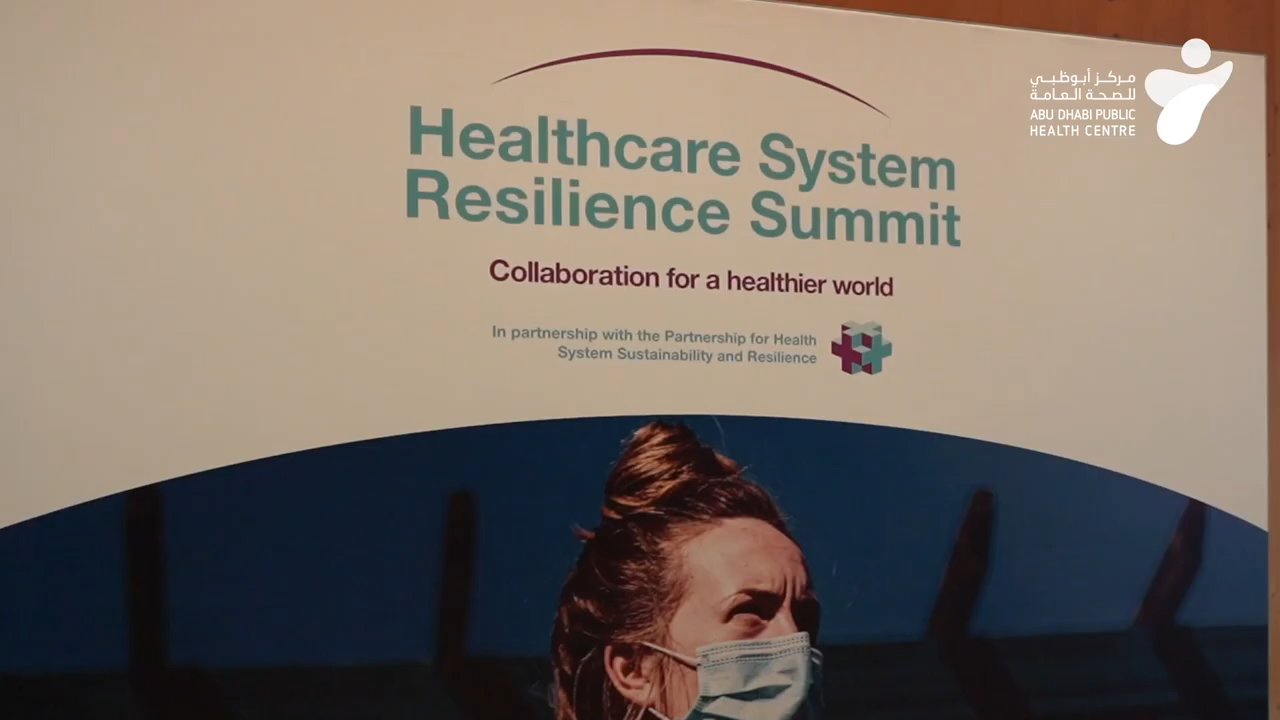 Healthcare System
Resilience Summit
Collaboration for a healthier world
In partnership with the Partnership for Health
System Sustainability and Resilience
مركز أبوظبي
للصحة العامة
ABU DHABI PUBLIC
HEALTH CENTRE